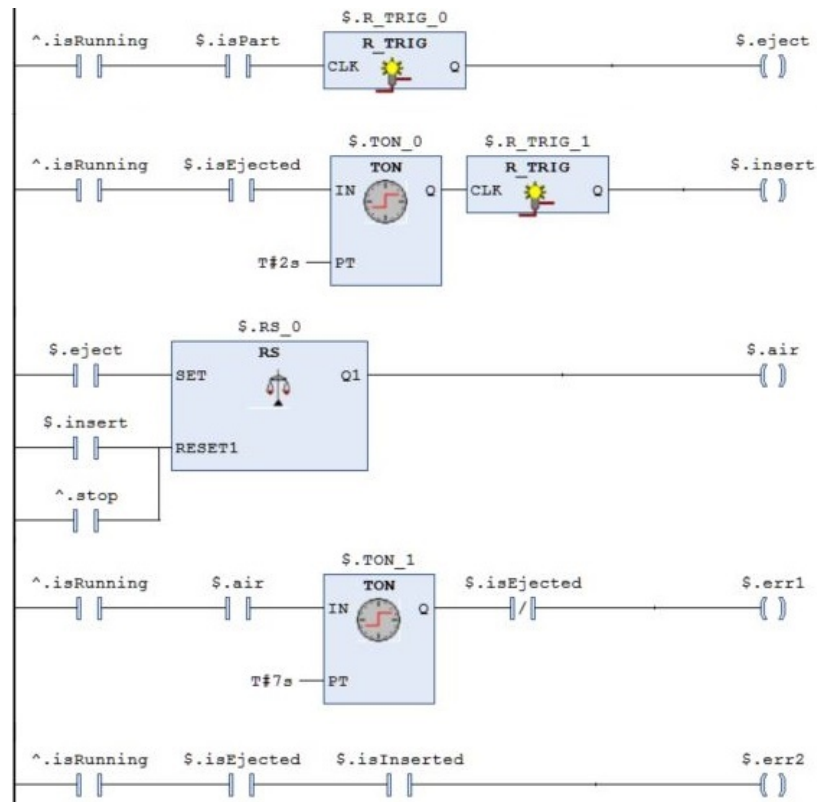 $.R_TRIG_0
^.isRunning $.isPart R_TRIG $.eject
CLK Q
$.TON_0 $.R_TRIG_1
^.isRunning $.isEjected TON R_TRIG $.insert
IN Q CLK Q
T#2s PT
$.RS_0
$.eject RS $.air
SET Q1
$.insert
RESET1
^.stop
$.TON_1
^.isRunning $.air TON $.isEjected $.err1
IN Q
T#7s PT
^.isRunning $.isEjected $.isInserted $.err2